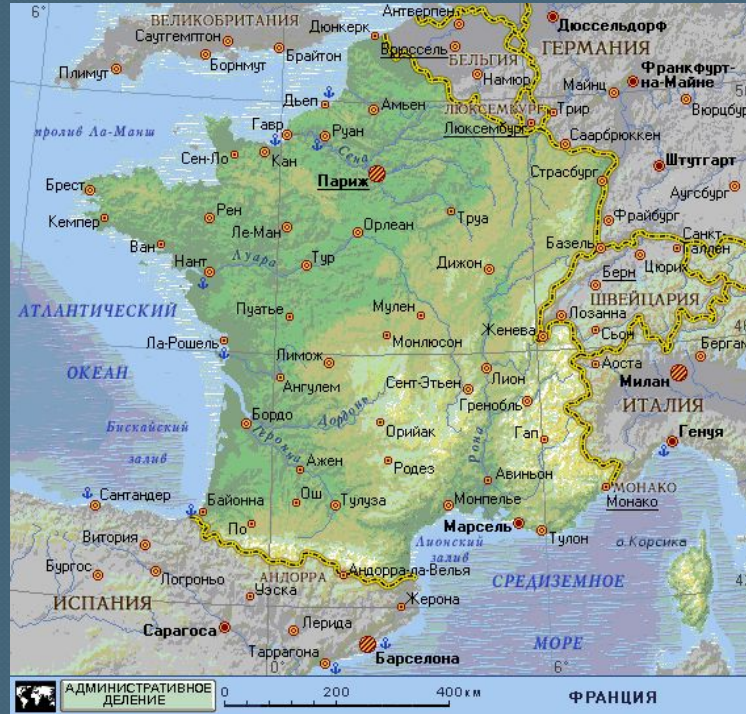 6°
ВЕЛИКОБРИТАНИЯ
Саутгемптон
Дюнкерк
Антверпен
Дюссельдорф
Плимут
Борнмут
Брайтон
Брюссель
БЕЛЬГИЯ
ГЕРМАНИЯ
Намюр
Майнц
Франкфурт-
на-Майне
Дьеп
Амьен
ЛЮКСЕМБУРГ
Трир
Вюрцбур
пролив Ла-Манш
Гавр
Руан
Люксембург
Саарбрюккен
Сен-Ло
Кан
Сена
Штутгарт
Брест
Париж
Страсбург
Аугсбург
Кемпер
Рен
Ле-Ман
Орлеан
Труа
Фрайбург
Ван
Базель
Санкт-
Галлен
Нант
Луара
Тур
Дижон
Берн
Цюрих
АТЛАНТИЧЕСКИЙ
ОКЕАН
Пуатье
Мулен
ШВЕЙЦАРИЯ
Лозанна
Ла-Рошель
Монлюсон
Женева
Сьон
Лимож
Аоста
Бергам
Ангулем
Сент-Этьен
Лион
Милан
Бордо
Дордонь
Гренобль
ИТАЛИЯ
Бискайский
залив
Гаронна
Орийак
Рона
Гап
Генуя
Ажен
Родез
Авиньон
Сантандер
Байонна
Ош
Тулуза
Монпелье
МОНАКО
Монако
По
Марсель
Тулон
Витория
Лионский
залив
о.Корсика
Бургос
Логроньо
АНДОРРА
Андорра-ла-Велья
СРЕДИЗЕМНОЕ
МОРЕ
ИСПАНИЯ
Уэска
Жерона
Сарагоса
Лерида
Таррагона
Барселона
0°
6°
АДМИНИСТРАТИВНОЕ
ДЕЛЕНИЕ
0 200 400км
ФРАНЦИЯ